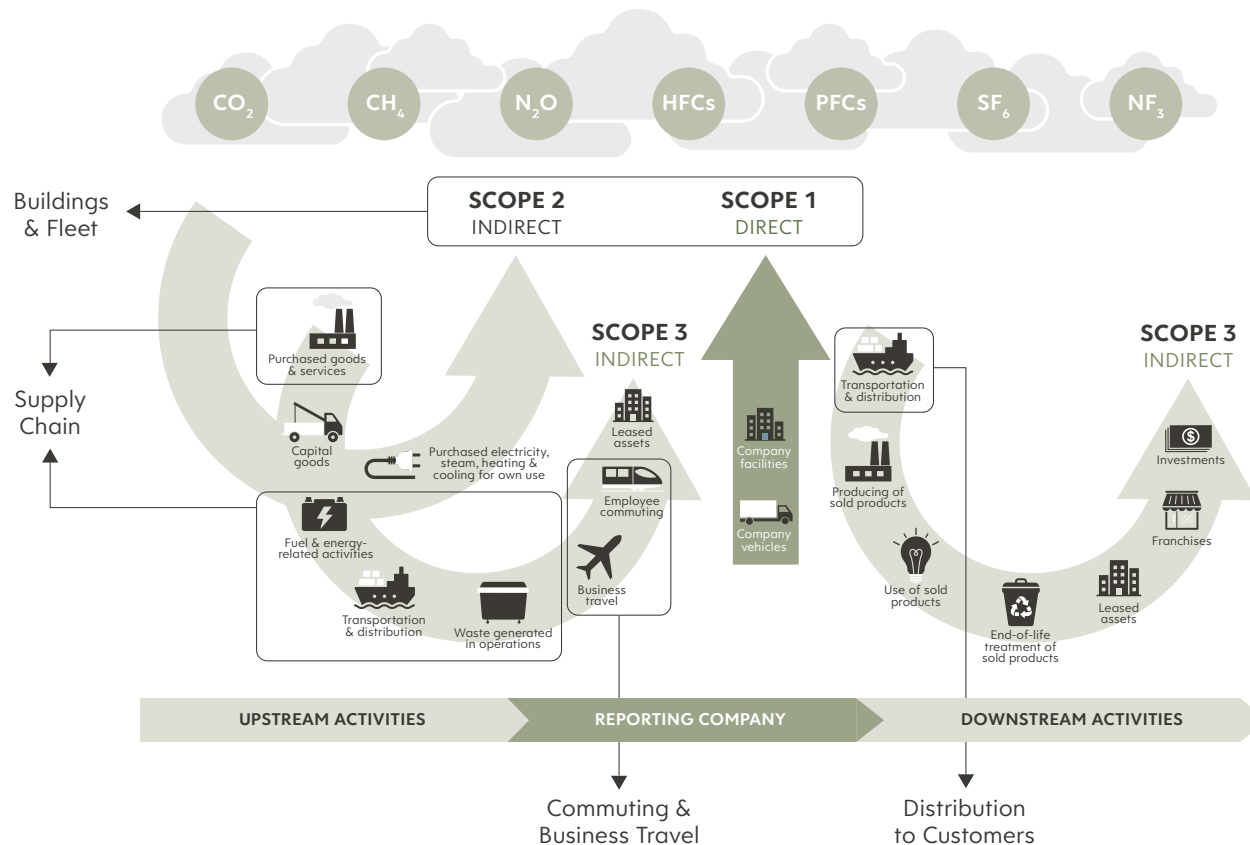 CO2
CH4
N2O
HFCs
PFCs
SF6
NF3
Buildings
& Fleet
SCOPE 2
INDIRECT
SCOPE 1
DIRECT
Purchased goods
& services
Supply
Chain
Capital
goods
Purchased electricity,
steam, heating &
cooling for own use
Fuel & energy-
related activities
Transportation
& distribution
Waste generated
in operations
SCOPE 3
INDIRECT
Leased
assets
Employee
commuting
Business
travel
Company
facilities
Company
vehicles
Transportation
& distribution
Producing of
sold products
Use of sold
products
End-of-life
treatment of
sold products
Leased
assets
Franchises
Investments
$
SCOPE 3
INDIRECT
UPSTREAM ACTIVITIES
REPORTING COMPANY
DOWNSTREAM ACTIVITIES
Commuting &
Business Travel
Distribution
to Customers